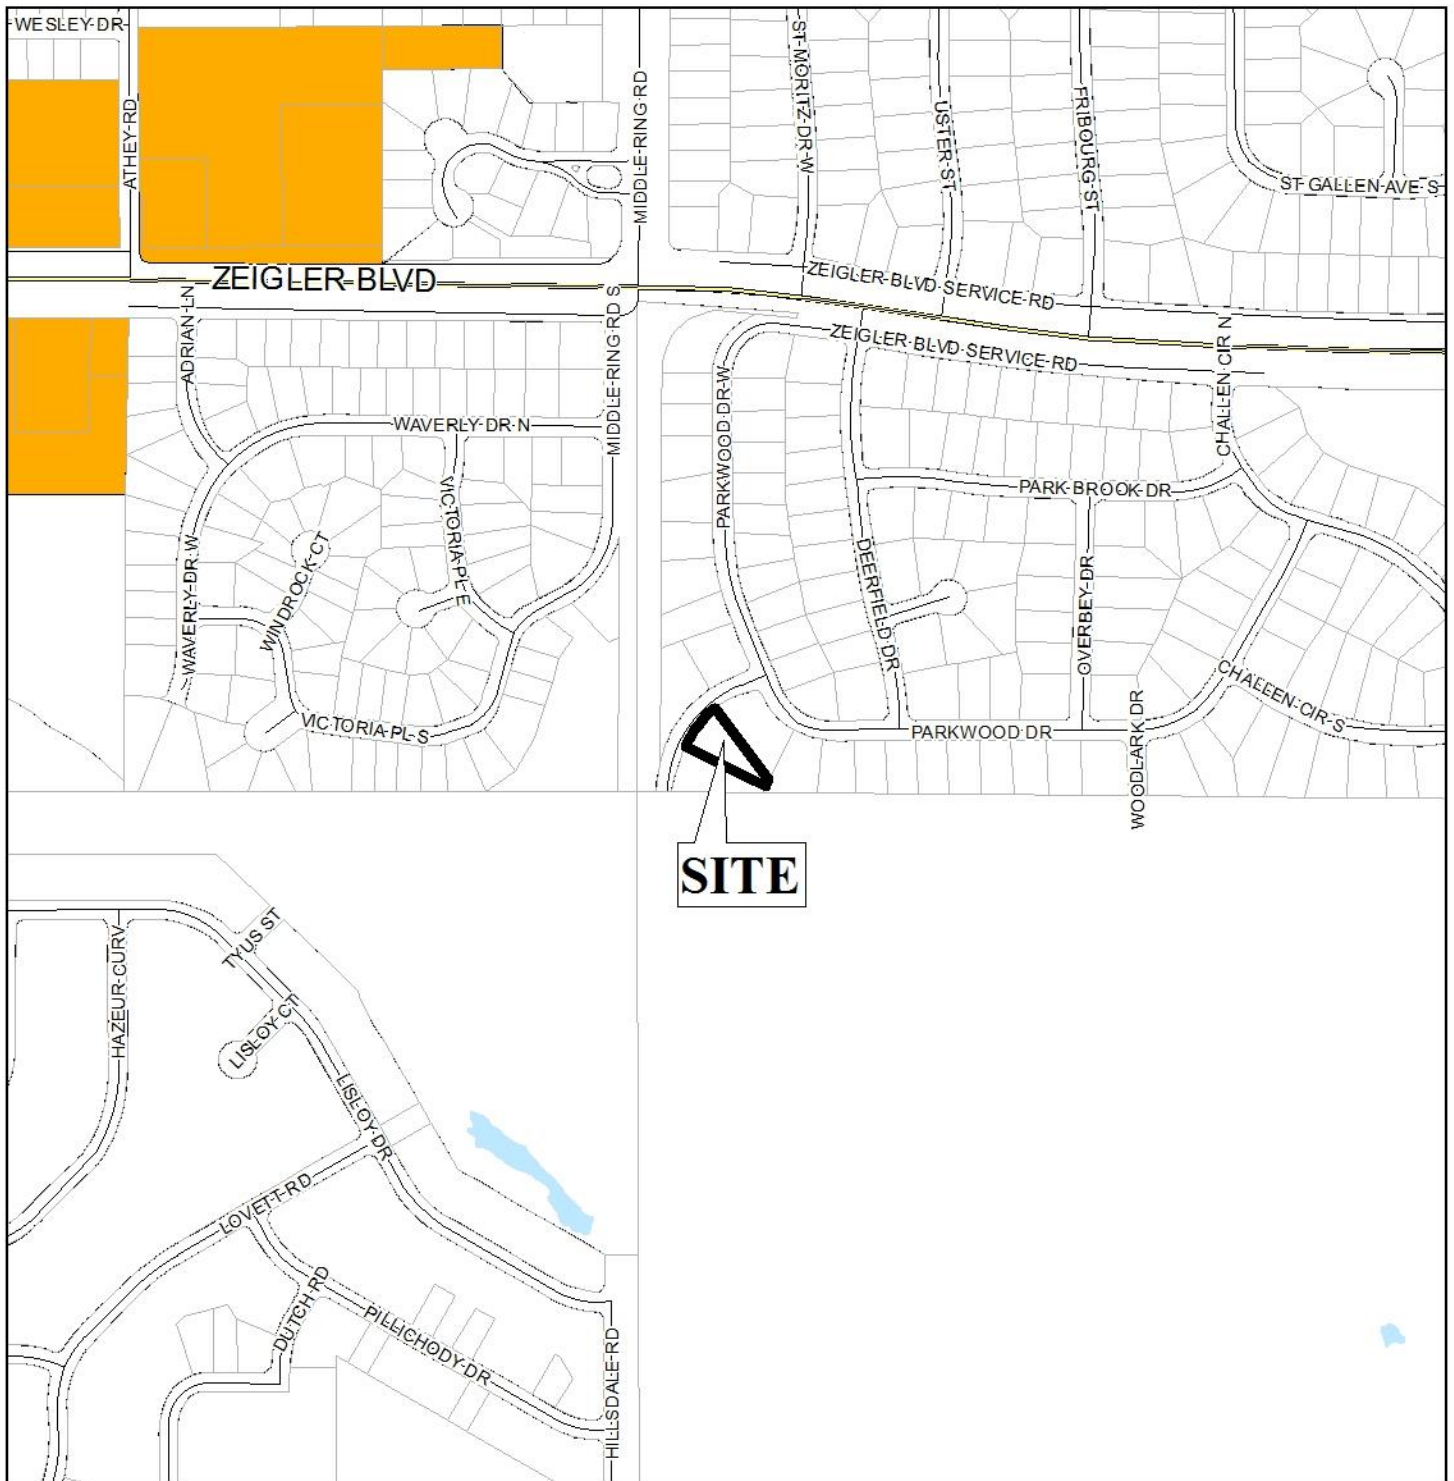 WESLEY DR
ATHEY RD
MIDDLE RING RD
ST MORITZ DR W
USTER ST
FRIBOURG ST
ST GALLEN AVE S
ZEIGLER BLVD
ZEIGLER BLVD SERVICE RD
ZEIGLER BLVD SERVICE RD
ADRIAN LN
MIDDLE RING RD S
CHALLEN CIR N
WAVERLY DR N
PARKWOOD DR W
PARK BROOK DR
VICTORIA PL E
WINDROCK CT
WAVERLY DR W
DEERFIELD DR
OVERBEY DR
CHALLEN CIR S
VICTORIA PL S
PARKWOOD DR
WOODLARK DR
SITE
TYUS ST
HAZEUR CURV
LISLOY CT
LISLOY DR
LOVETT RD
DUTCH RD
PILLICHODY DR
HILLSDALE RD